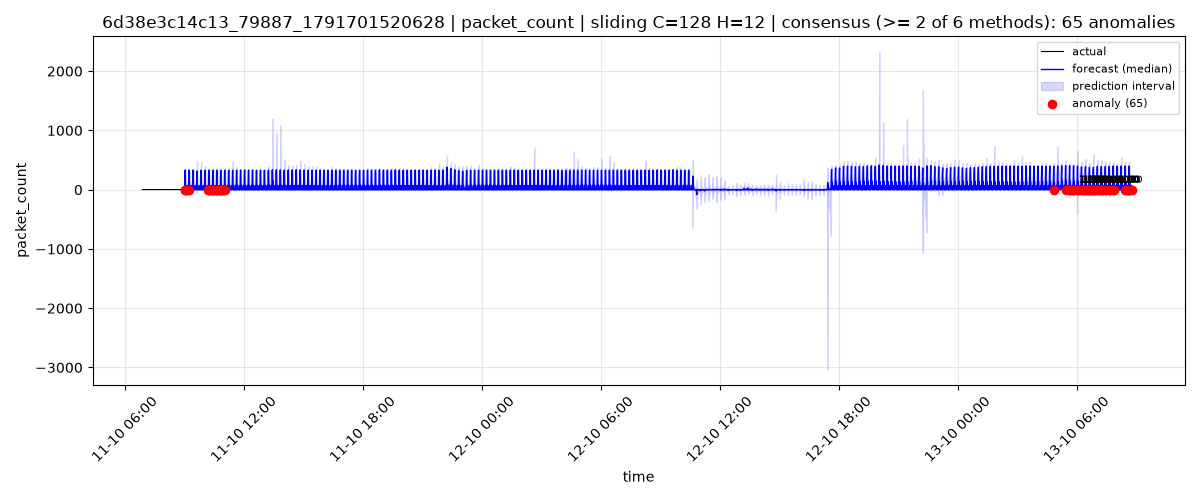 6d38e3c14c13_79887_1791701520628 | packet_count | sliding C=128 H=12 | consensus (>= 2 of 6 methods): 65 anomalies
actual
forecast (median)
prediction interval
anomaly (65)
2000
1000
0
−1000
−2000
−3000
packet_count
11-10 06:00
11-10 12:00
11-10 18:00
12-10 00:00
12-10 06:00
12-10 12:00
12-10 18:00
13-10 00:00
13-10 06:00
time